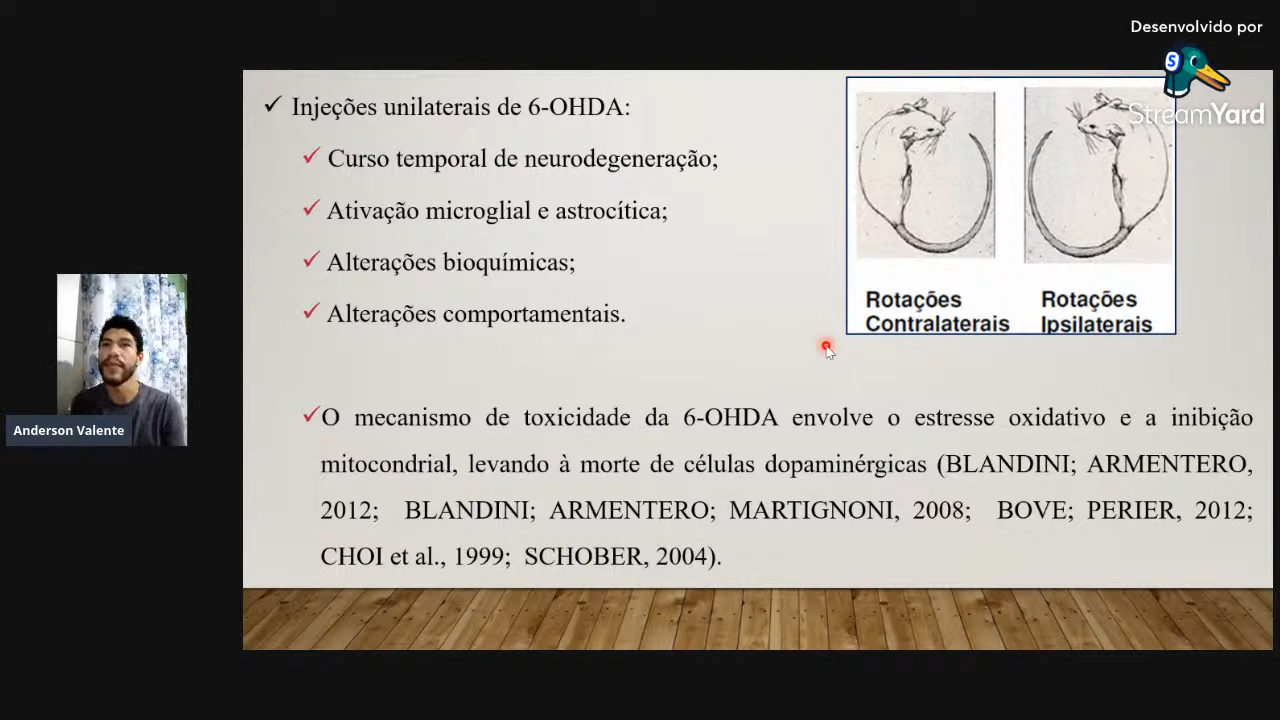 Desenvolvido por
StreamYard
✓ Injeções unilaterais de 6-OHDA:
✓ Curso temporal de neurodegeneração;
✓ Ativação microglial e astrocítica;
✓ Alterações bioquímicas;
✓ Alterações comportamentais.
Rotações Contralaterais
Rotações Ipsilaterais
Anderson Valente
✓O mecanismo de toxicidade da 6-OHDA envolve o estresse oxidativo e a inibição
mitocondrial, levando à morte de células dopaminérgicas (BLANDINI; ARMENTERO,
2012; BLANDINI; ARMENTERO; MARTIGNONI, 2008; BOVE; PERIER, 2012;
CHOI et al., 1999; SCHOBER, 2004).